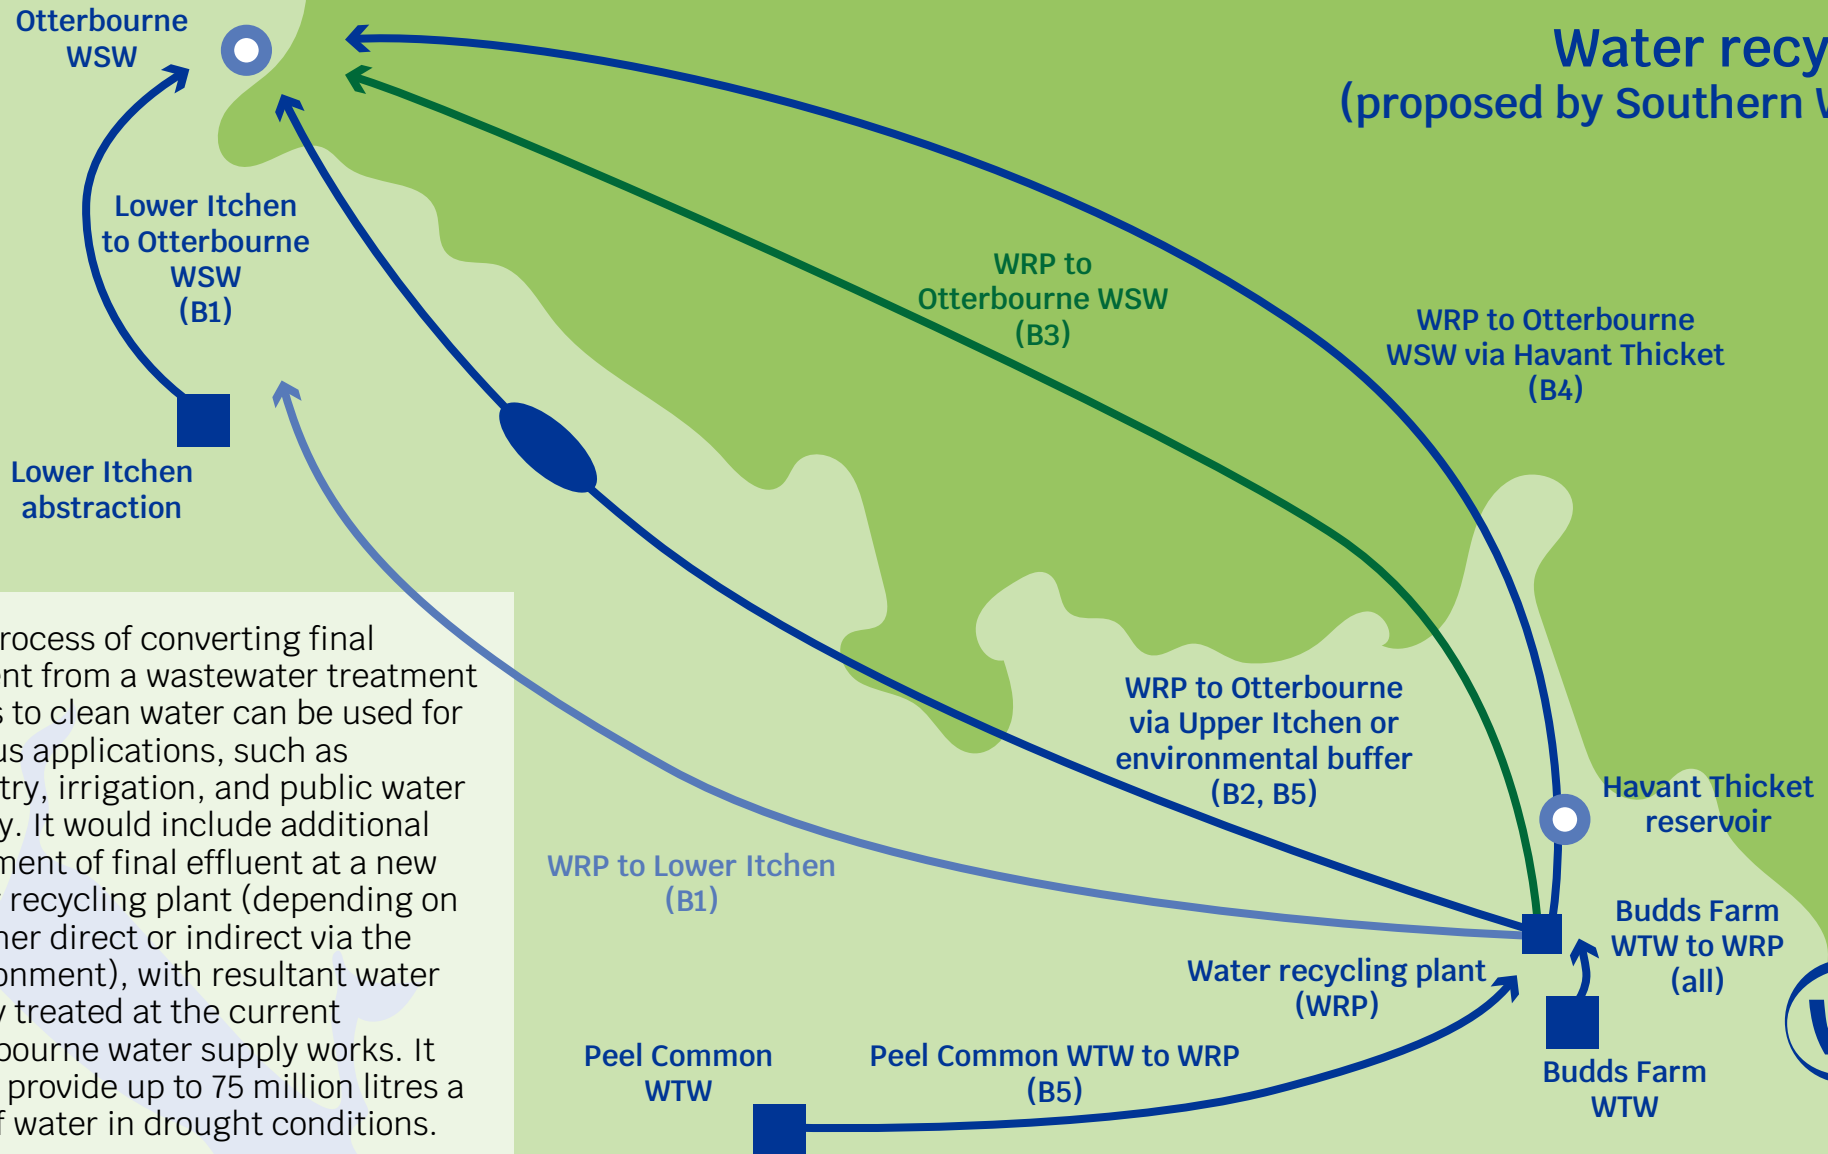 Otterbourne
WSW
Water recy
(proposed by Southern
Lower Itchen
to Otterbourne
WSW
(B1)
WRP to
Otterbourne WSW
(B3)
WRP to Otterbourne
WSW via Havant Thicket
(B4)
Lower Itchen
abstraction
rocess of converting final
nt from a wastewater treatment
s to clean water can be used for
us applications, such as
try, irrigation, and public water
y. It would include additional
ment of final effluent at a new
r recycling plant (depending on
her direct or indirect via the
onment), with resultant water
y treated at the current
bourne water supply works. It
provide up to 75 million litres a
f water in drought conditions.
WRP to Otterbourne
via Upper Itchen or
environmental buffer
(B2, B5)
Havant Thicket
reservoir
WRP to Lower Itchen
(B1)
Budds Farm
WTW to WRP
(all)
Water recycling plant
(WRP)
Peel Common
WTW
Peel Common WTW to WRP
(B5)
Budds Farm
WTW